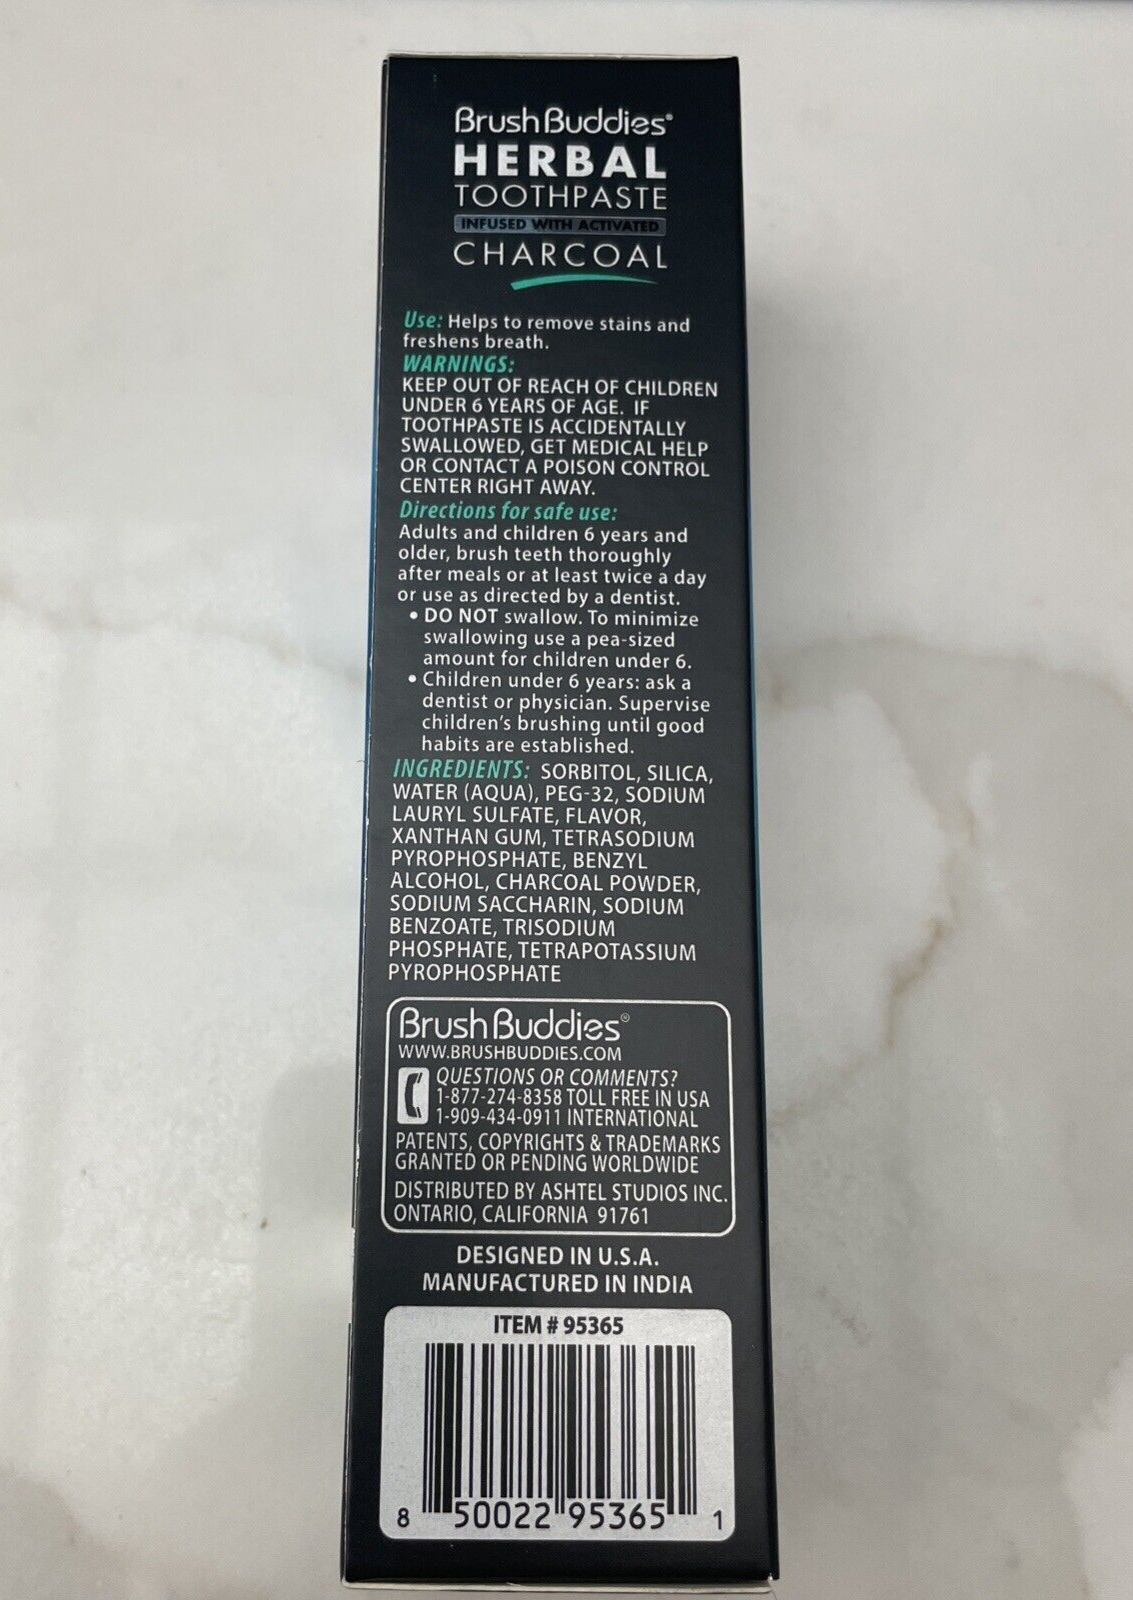 BrushBuddies®
HERBAL
TOOTHPASTE
INFUSED WITH ACTIVATED
CHARCOAL
Use: Helps to remove stains and
freshens breath.
WARNINGS:
KEEP OUT OF REACH OF CHILDREN
UNDER 6 YEARS OF AGE. IF
TOOTHPASTE IS ACCIDENTALLY
SWALLOWED, GET MEDICAL HELP
OR CONTACT A POISON CONTROL
CENTER RIGHT AWAY.
Directions for safe use:
Adults and children 6 years and
older, brush teeth thoroughly
after meals or at least twice a day
or use as directed by a dentist.
• DO NOT swallow. To minimize
swallowing use a pea-sized
amount for children under 6.
• Children under 6 years: ask a
dentist or physician. Supervise
children's brushing until good
habits are established.
INGREDIENTS: SORBITOL, SILICA,
WATER (AQUA), PEG-32, SODIUM
LAURYL SULFATE, FLAVOR,
XANTHAN GUM, TETRASODIUM
PYROPHOSPHATE, BENZYL
ALCOHOL, CHARCOAL POWDER,
SODIUM SACCHARIN, SODIUM
BENZOATE, TRISODIUM
PHOSPHATE, TETRAPOTASSIUM
PYROPHOSPHATE
BrushBuddies®
WWW.BRUSHBUDDIES.COM
QUESTIONS OR COMMENTS?
1-877-274-8358 TOLL FREE IN USA
1-909-434-0911 INTERNATIONAL
PATENTS, COPYRIGHTS & TRADEMARKS
GRANTED OR PENDING WORLDWIDE
DISTRIBUTED BY ASHTEL STUDIOS INC.
ONTARIO, CALIFORNIA 91761
DESIGNED IN U.S.A.
MANUFACTURED IN INDIA
ITEM # 95365
8 50022 95365 1